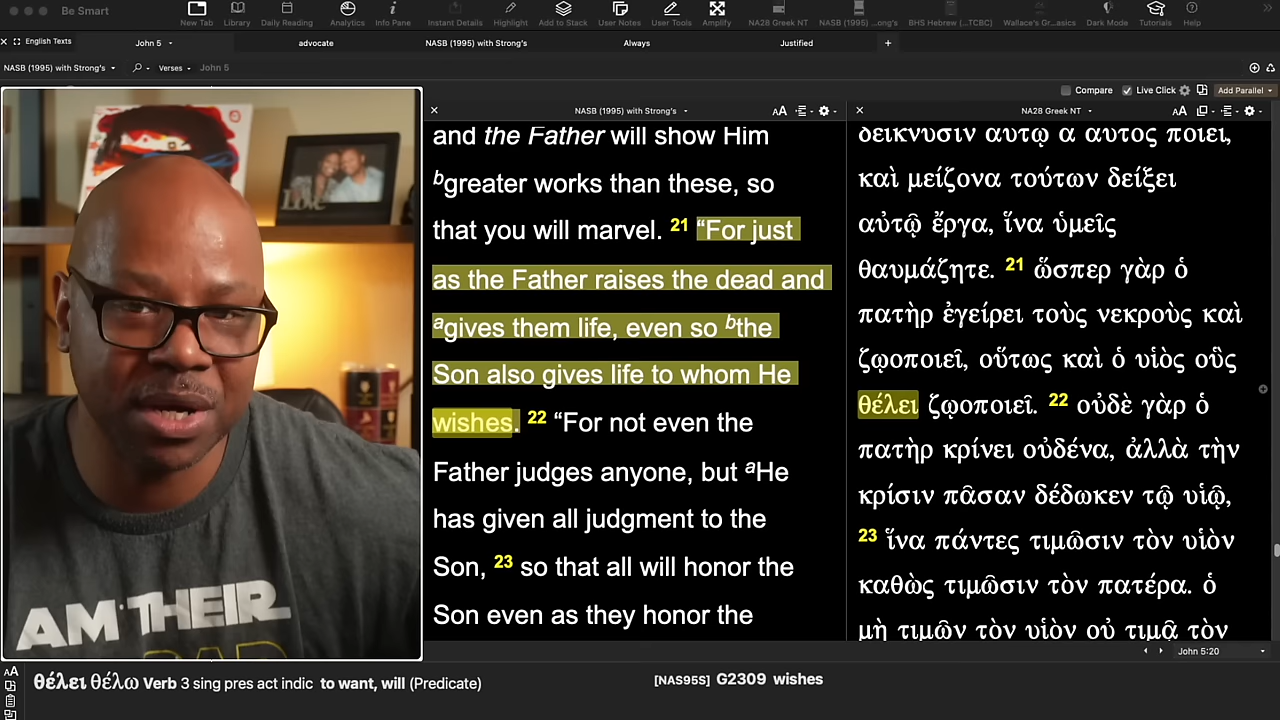 Be Smart
New Tab
Library
Daily Reading
Analytics
Info Pane
Instant Details
Highlight
Add to Stack
User Notes
User Tools
Amplify
NA28 Greek NT
NASB (1995) ...ong's
BHS Hebrew (...TCBC)
Wallace's Gr...asics
Dark Mode
Tutorials
Help
English Texts
John 5
advocate
NASB (1995) with Strong's
Always
Justified
NASB (1995) with Strong's
Verses
John 5
Compare
Live Click
Add Parallel
NASB (1995) with Strong's
and the Father will show Him
bgreater works than these, so
that you will marvel. 21 “For just
as the Father raises the dead and
agives them life, even so bthe
Son also gives life to whom He
wishes. 22 “For not even the
Father judges anyone, but aHe
has given all judgment to the
Son, 23 so that all will honor the
Son even as they honor the
NA28 Greek NT
δείκνυσιν αὐτῷ ἃ αὐτὸς ποιεῖ,
καὶ μείζονα τούτων δείξει
αὐτῷ ἔργα, ἵνα ὑμεῖς
θαυμάζητε. 21 ὥσπερ γὰρ ὁ
πατὴρ ἐγείρει τοὺς νεκροὺς καὶ
ζῳοποιεῖ, οὕτως καὶ ὁ υἱὸς οὓς
θέλει ζῳοποιεῖ. 22 οὐδὲ γὰρ ὁ
πατὴρ κρίνει οὐδένα, ἀλλὰ τὴν
κρίσιν πᾶσαν δέδωκεν τῷ υἱῷ,
23 ἵνα πάντες τιμῶσιν τὸν υἱὸν
καθὼς τιμῶσιν τὸν πατέρα. ὁ
μὴ τιμῶν τὸν υἱὸν οὐ τιμᾷ τὸν
John 5:20
LOVE
AM THEIR
θέλει θέλω Verb 3 sing pres act indic to want, will (Predicate)
[NAS95S] G2309 wishes